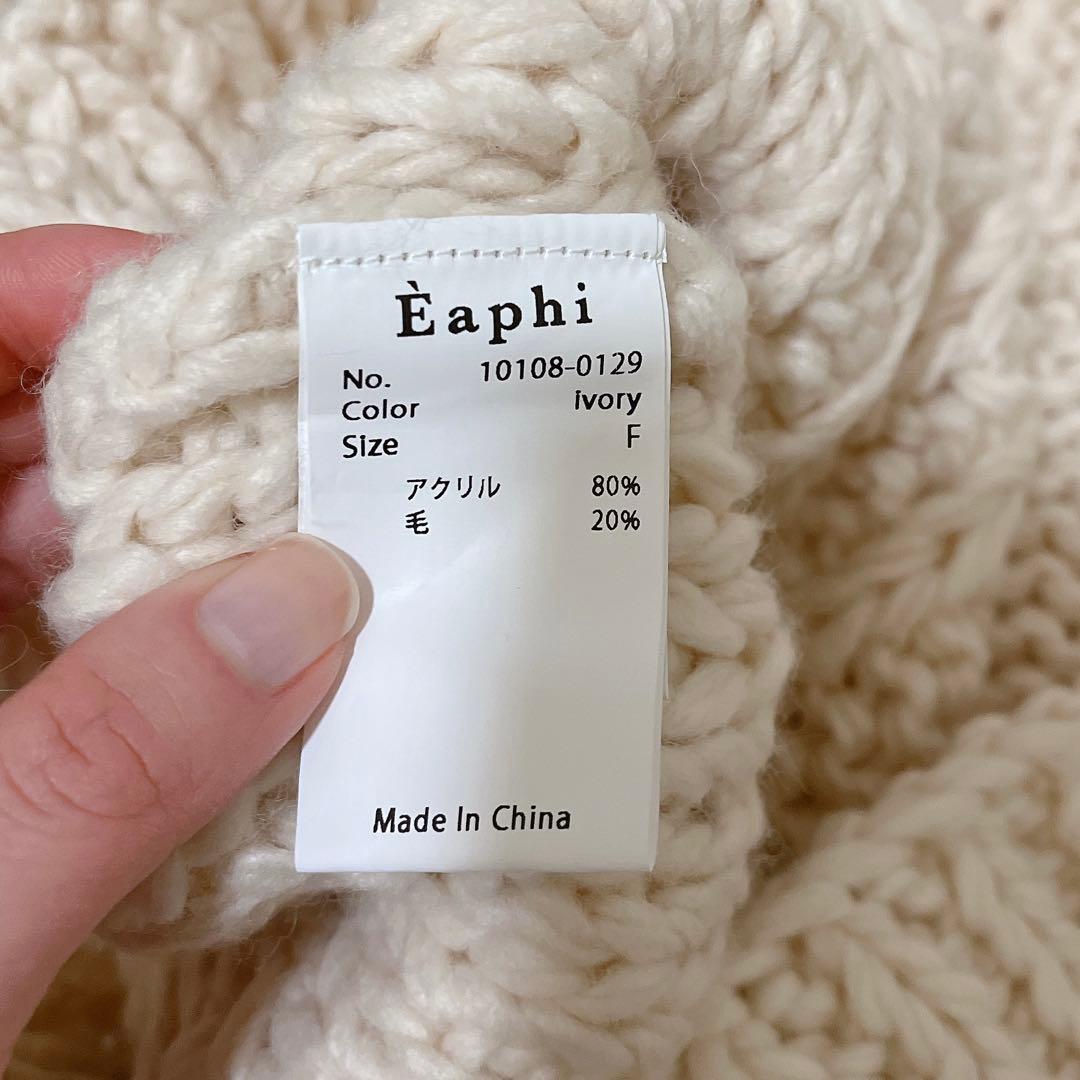 Èaphi
No. 10108-0129
Color ivory
Size F
アクリル 80%
毛 20%
Made In China